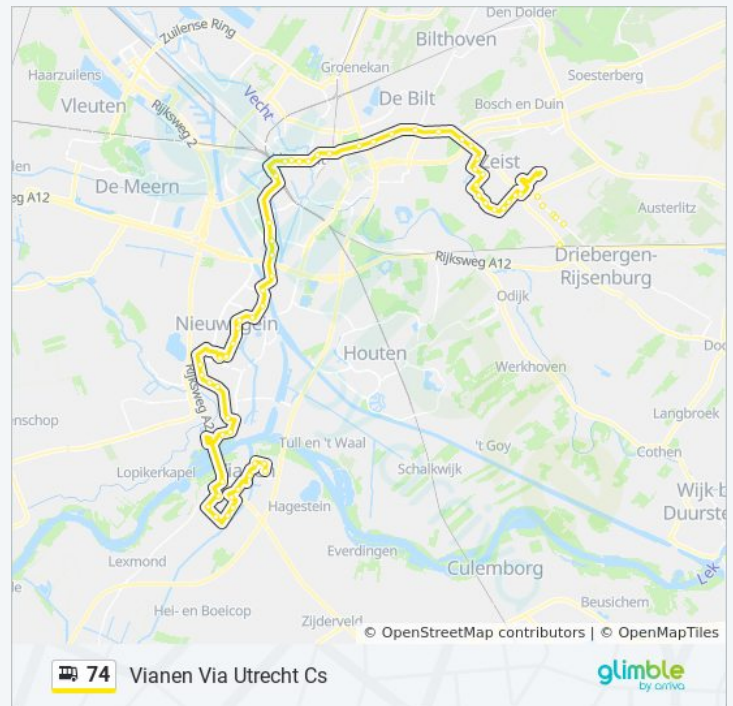 Den Dolder
Zuilense Ring
Bilthoven
Groenekan
Haarzuilens
Soesterberg
Vleuten
Vecht
De Bilt
Bosch en Duin
Rijksweg 2
Zeist
De Meern
Austerlitz
A12
Rijksweg A12
Driebergen-
Rijsenburg
Odijk
Nieuwegein
Houten
Werkhoven
Rijksweg A2
Langbroek
Tull en 't Waal
't Goy
Cothen
Lopikerkapel
Schalkwijk
Hagestein
Lexmond
Everdingen
Culemborg
Lek
Beusichem
Hei- en Boeicop
Zijderveld
© OpenStreetMap contributors | © OpenMapTiles
74 Vianen Via Utrecht Cs
glimble
by arriva